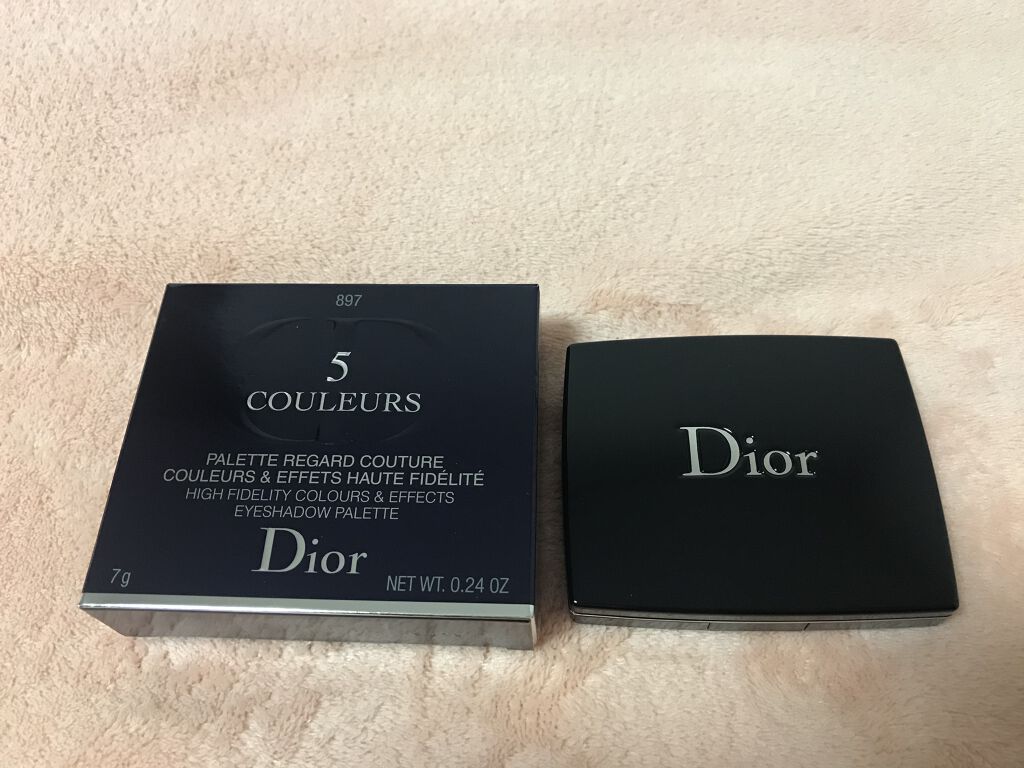 897
5
COULEURS
PALETTE REGARD COUTURE
COULEURS & EFFETS HAUTE FIDÉLITÉ
HIGH FIDELITY COLOURS & EFFECTS
EYESHADOW PALETTE
Dior
7g
NET WT. 0.24 OZ
Dior